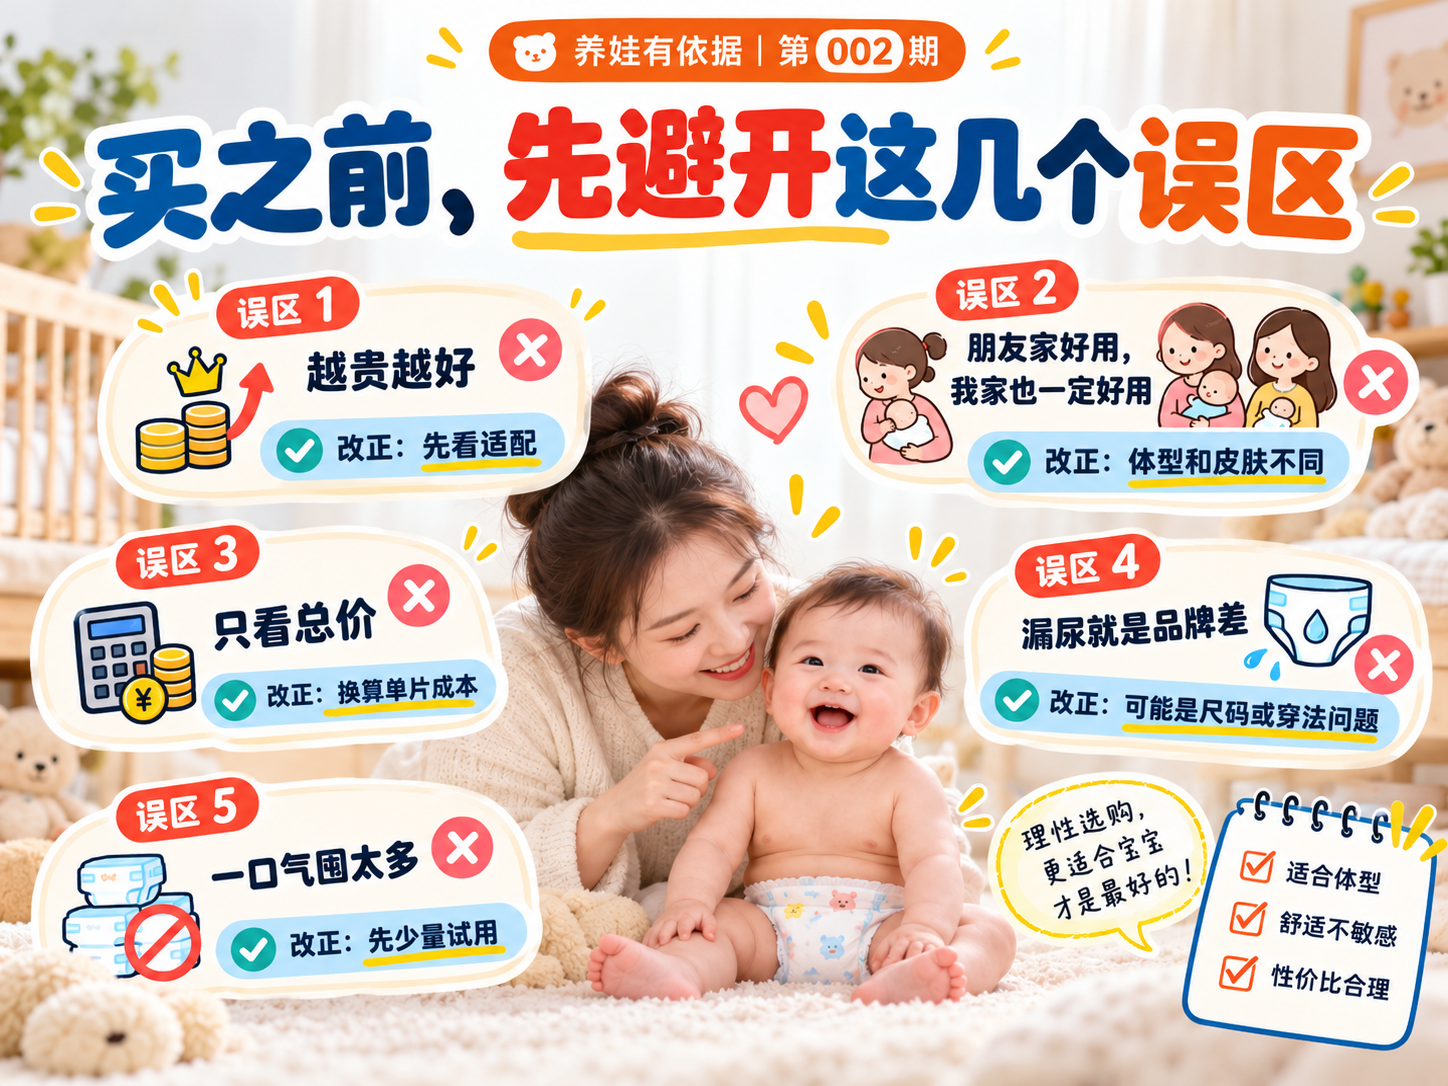 养娃有依据 | 第 002 期
买之前，先避开这几个误区
误区 1
越贵越好
改正：先看适配
误区 2
朋友家好用，
我家也一定好用
改正：体型和皮肤不同
误区 3
只看总价
¥
改正：换算单片成本
误区 4
漏尿就是品牌差
改正：可能是尺码或穿法问题
误区 5
一口气囤太多
改正：先少量试用
理性选购，
更适合宝宝
才是最好的！
适合体型
舒适不敏感
性价比合理